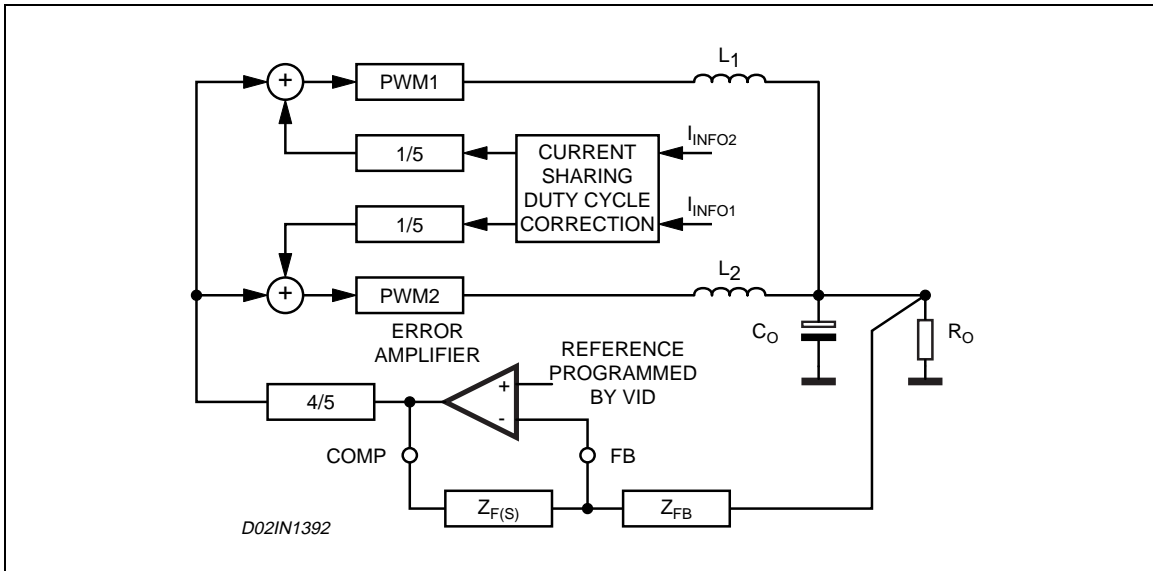 L1
PWM1
IINFO2
1/5
CURRENT
SHARING
DUTY CYCLE
CORRECTION
IINFO1
1/5
L2
PWM2
CO
RO
ERROR
AMPLIFIER
REFERENCE
PROGRAMMED
BY VID
4/5
COMP
FB
ZF(S)
ZFB
D02IN1392
+
+
+
-